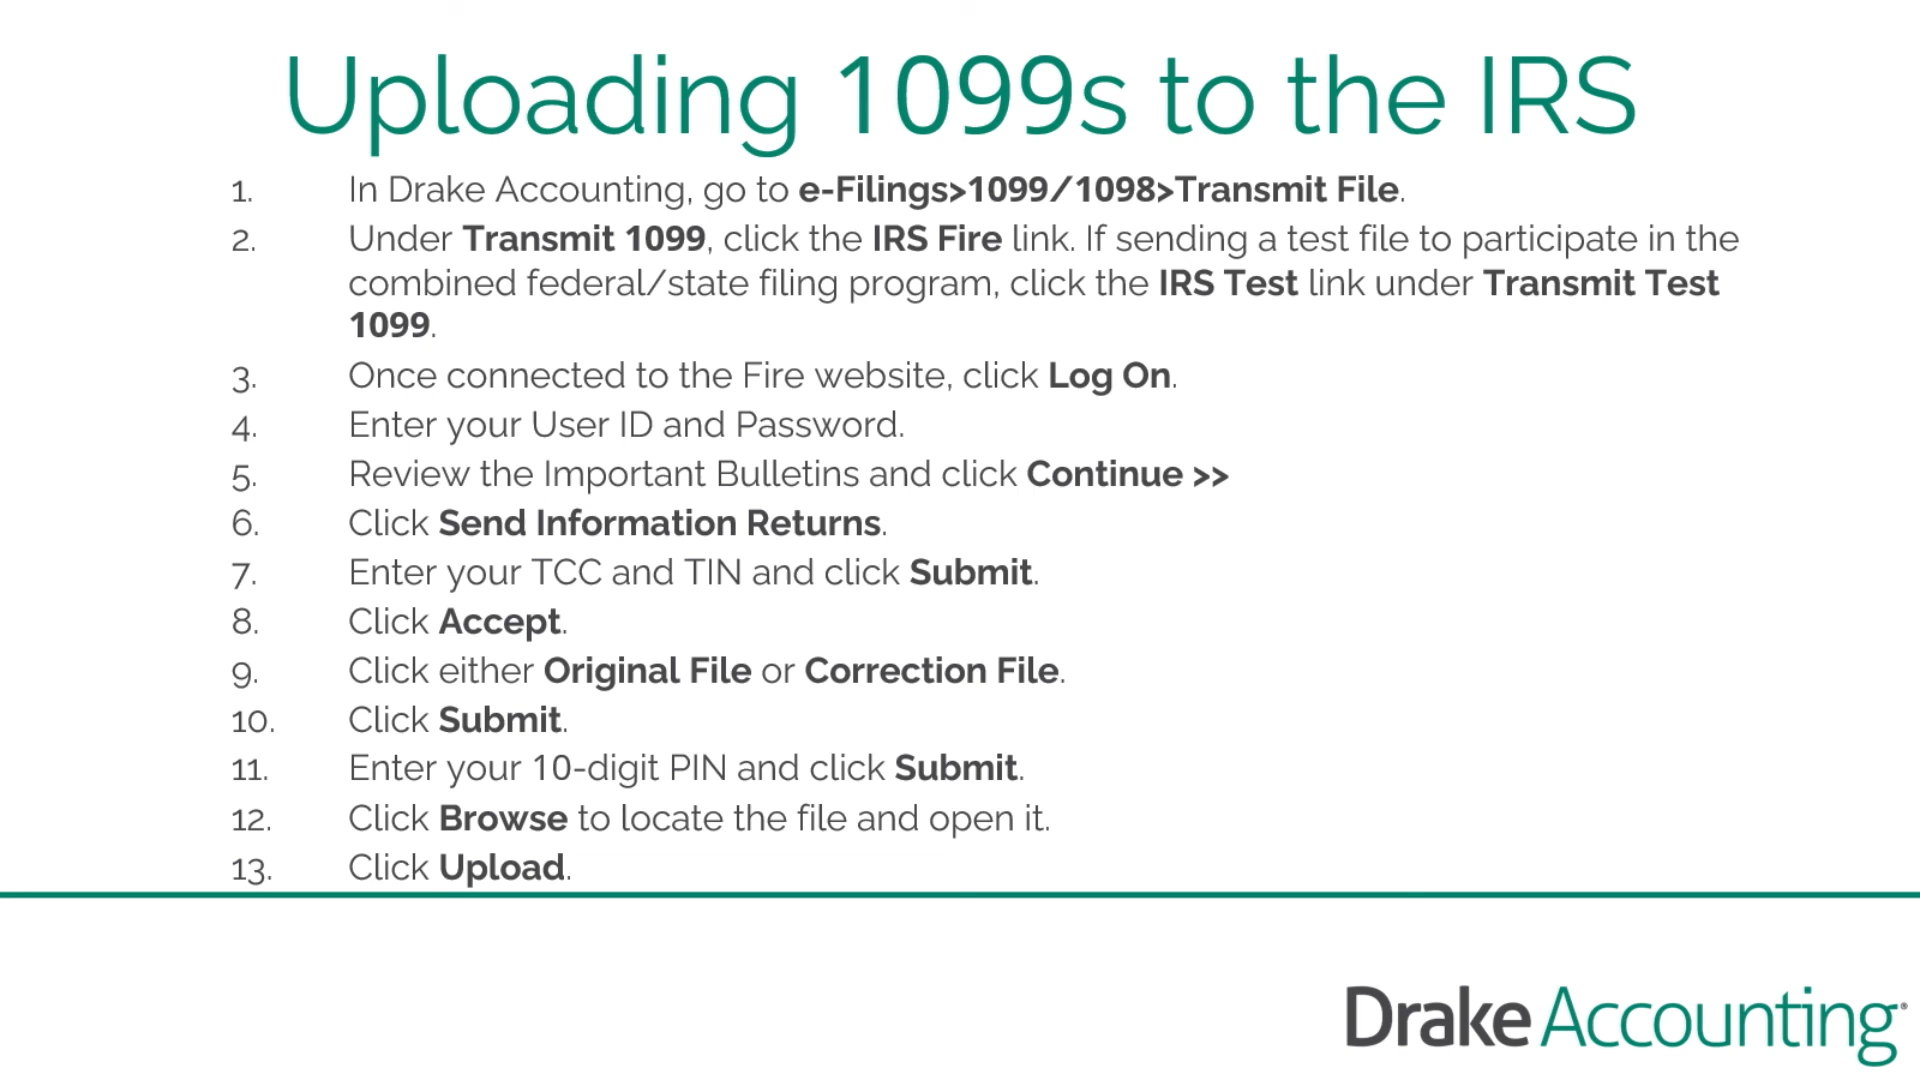 Uploading 1099s to the IRS
1. In Drake Accounting, go to e-Filings>1099/1098>Transmit File.
2. Under Transmit 1099, click the IRS Fire link. If sending a test file to participate in the
combined federal/state filing program, click the IRS Test link under Transmit Test
1099.
3. Once connected to the Fire website, click Log On.
4. Enter your User ID and Password.
5. Review the Important Bulletins and click Continue >>
6. Click Send Information Returns.
7. Enter your TCC and TIN and click Submit.
8. Click Accept.
9. Click either Original File or Correction File.
10. Click Submit.
11. Enter your 10-digit PIN and click Submit.
12. Click Browse to locate the file and open it.
13. Click Upload.
Drake Accounting®